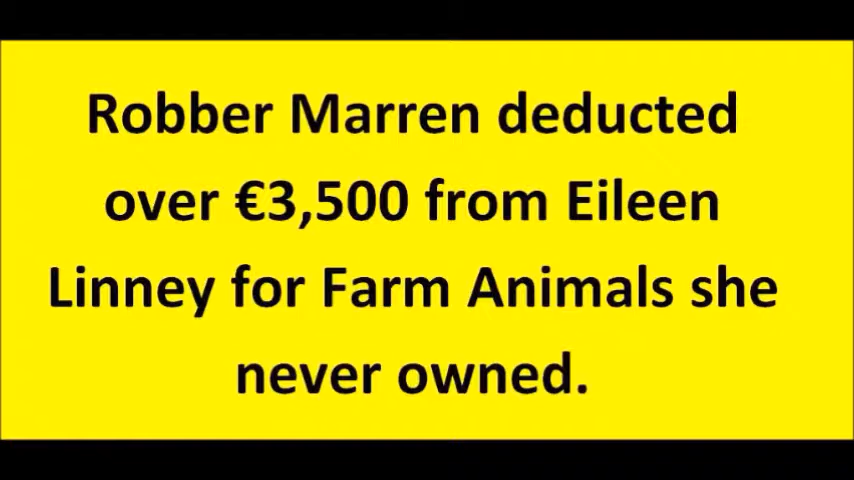 Robber Marren deducted
over €3,500 from Eileen
Linney for Farm Animals she
never owned.